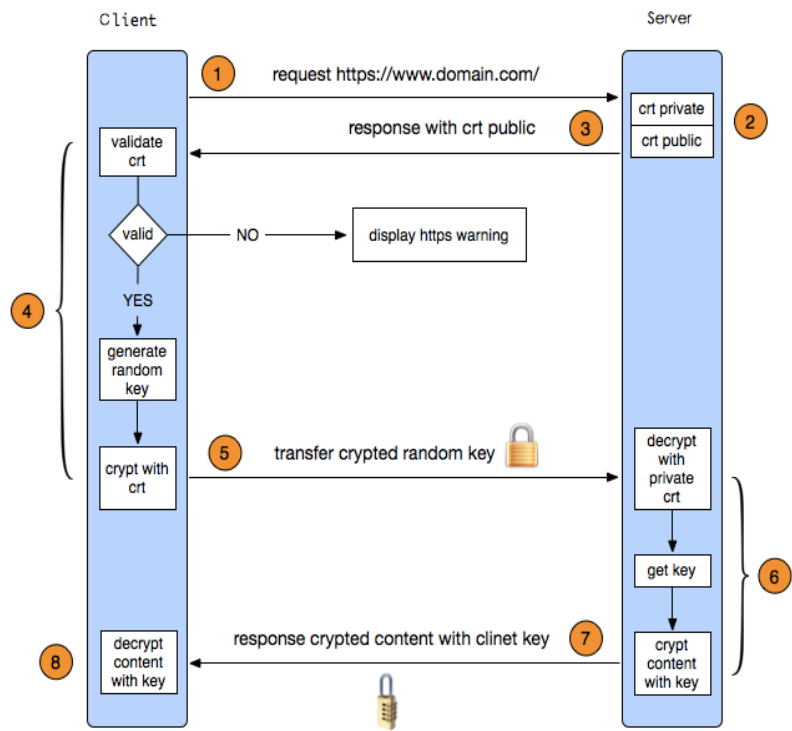 Client
Server
1
request https://www.domain.com/
crt private
2
response with crt public
3
crt public
validate
crt
valid
NO
display https warning
4
YES
generate
random
key
5
transfer crypted random key
crypt with
crt
decrypt
with
private
crt
get key
6
response crypted content with clinet key
7
8
decrypt
content
with key
crypt
content
with key